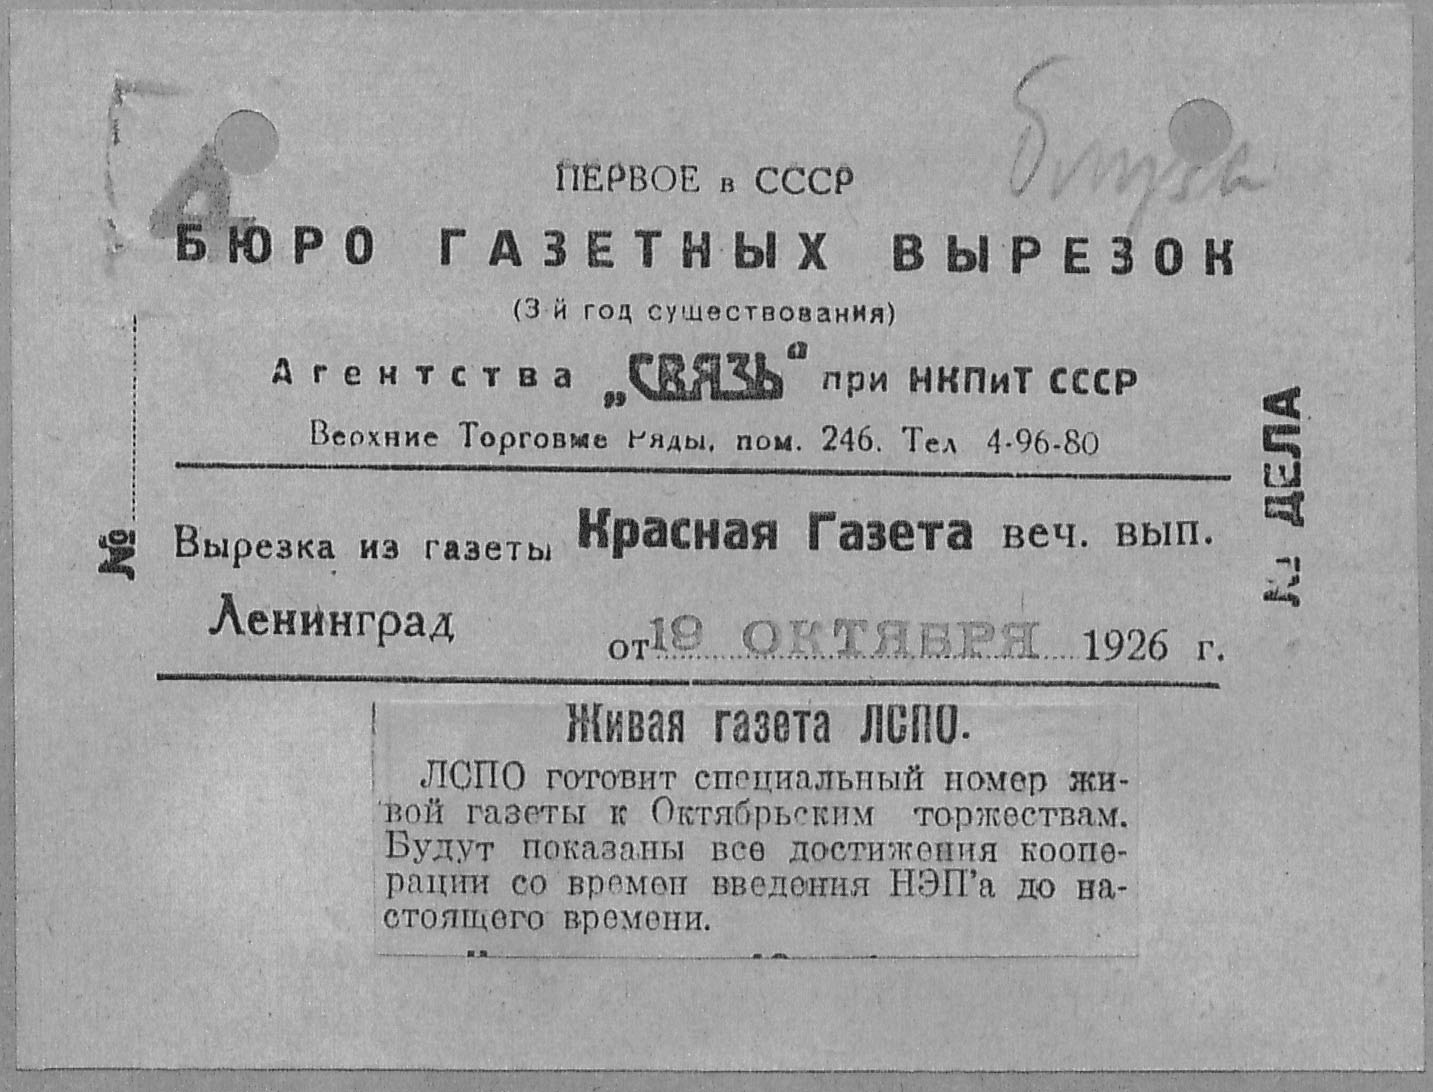 А
ПЕРВОЕ в СССР
БЮРО ГАЗЕТНЫХ ВЫРЕЗОК
(3-й год существования)
Агентства „СВЯЗЬ“ при НКПиТ СССР
Верхние Торговые Ряды, пом. 246. Тел 4-96-80
№
№ ДЕЛА
Вырезка из газеты Красная Газета веч. вып.
Ленинград
от 19 ОКТЯБРЯ 1926 г.
Живая газета ЛСПО.
ЛСПО готовит специальный номер жи-
вой газеты к Октябрьским торжествам.
Будут показаны все достижения коопе-
рации со времен введения НЭП’а до на-
стоящего времени.